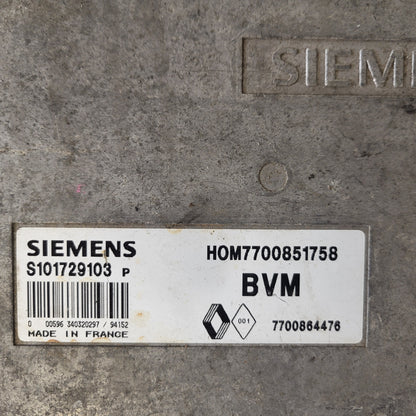 SIEMENS
SIEMENS
S101729103 P
0 00596 340320297 / 94152
MADE IN FRANCE
HOM7700851758
BVM
001
7700864476